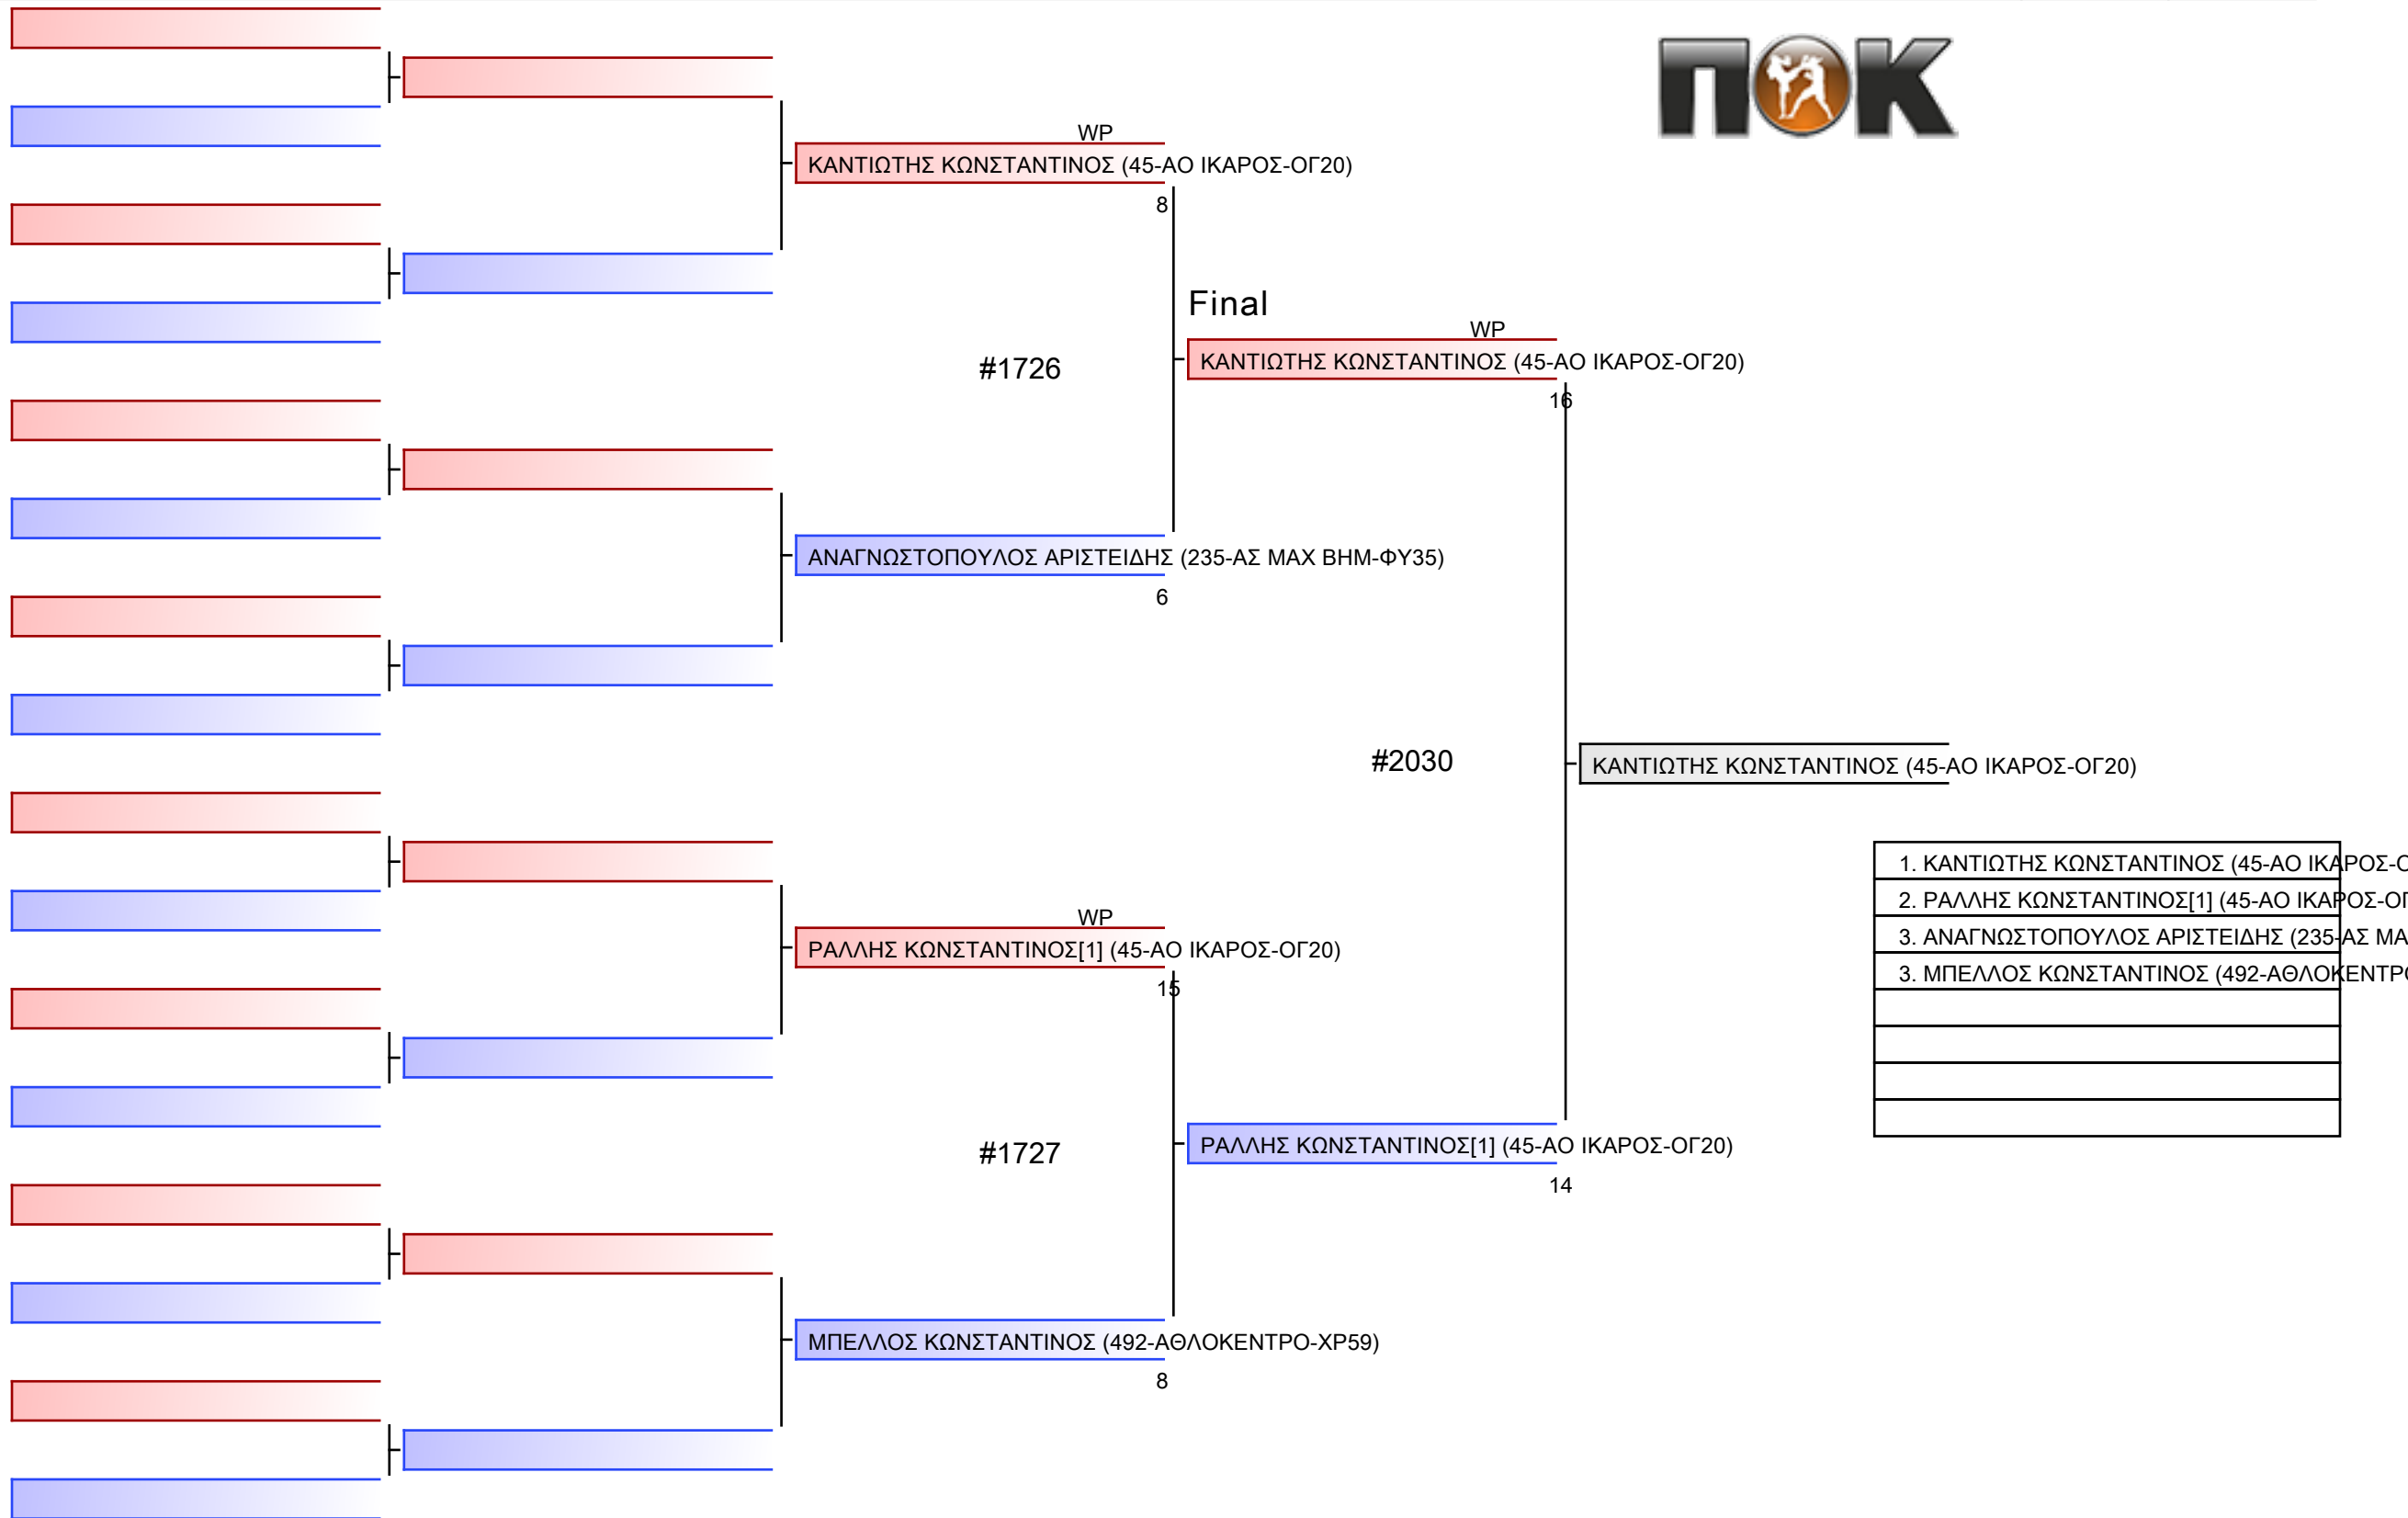 ΠΟΚ
WP
ΚΑΝΤΙΩΤΗΣ ΚΩΝΣΤΑΝΤΙΝΟΣ (45-ΑΟ ΙΚΑΡΟΣ-ΟΓ20)
8
Final
WP
#1726
ΚΑΝΤΙΩΤΗΣ ΚΩΝΣΤΑΝΤΙΝΟΣ (45-ΑΟ ΙΚΑΡΟΣ-ΟΓ20)
16
ΑΝΑΓΝΩΣΤΟΠΟΥΛΟΣ ΑΡΙΣΤΕΙΔΗΣ (235-ΑΣ ΜΑΧ ΒΗΜ-ΦΥ35)
6
#2030
ΚΑΝΤΙΩΤΗΣ ΚΩΝΣΤΑΝΤΙΝΟΣ (45-ΑΟ ΙΚΑΡΟΣ-ΟΓ20)
1. ΚΑΝΤΙΩΤΗΣ ΚΩΝΣΤΑΝΤΙΝΟΣ (45-ΑΟ ΙΚΑΡΟΣ-Ο
2. ΡΑΛΛΗΣ ΚΩΝΣΤΑΝΤΙΝΟΣ[1] (45-ΑΟ ΙΚΑΡΟΣ-ΟΓ
3. ΑΝΑΓΝΩΣΤΟΠΟΥΛΟΣ ΑΡΙΣΤΕΙΔΗΣ (235-ΑΣ ΜΑ
3. ΜΠΕΛΛΟΣ ΚΩΝΣΤΑΝΤΙΝΟΣ (492-ΑΘΛΟΚΕΝΤΡΟ
WP
ΡΑΛΛΗΣ ΚΩΝΣΤΑΝΤΙΝΟΣ[1] (45-ΑΟ ΙΚΑΡΟΣ-ΟΓ20)
15
#1727
ΡΑΛΛΗΣ ΚΩΝΣΤΑΝΤΙΝΟΣ[1] (45-ΑΟ ΙΚΑΡΟΣ-ΟΓ20)
14
ΜΠΕΛΛΟΣ ΚΩΝΣΤΑΝΤΙΝΟΣ (492-ΑΘΛΟΚΕΝΤΡΟ-ΧΡ59)
8